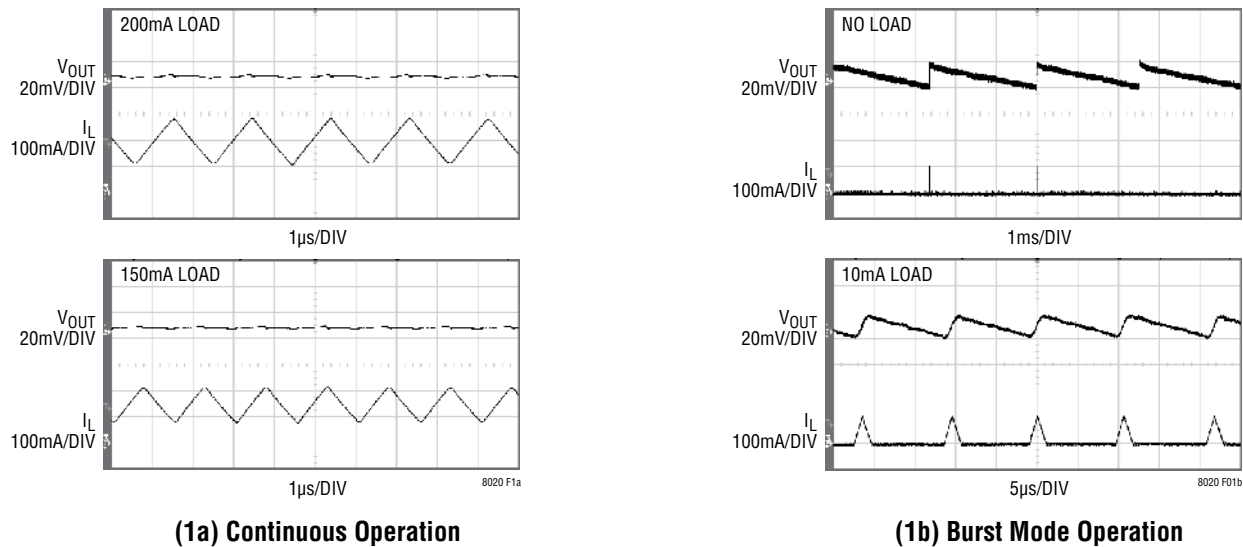 200mA LOAD
VOUT
20mV/DIV
IL
100mA/DIV
1µs/DIV
150mA LOAD
VOUT
20mV/DIV
IL
100mA/DIV
1µs/DIV
8020 F1a
(1a) Continuous Operation
NO LOAD
VOUT
20mV/DIV
IL
100mA/DIV
1ms/DIV
10mA LOAD
VOUT
20mV/DIV
IL
100mA/DIV
5µs/DIV
8020 F01b
(1b) Burst Mode Operation